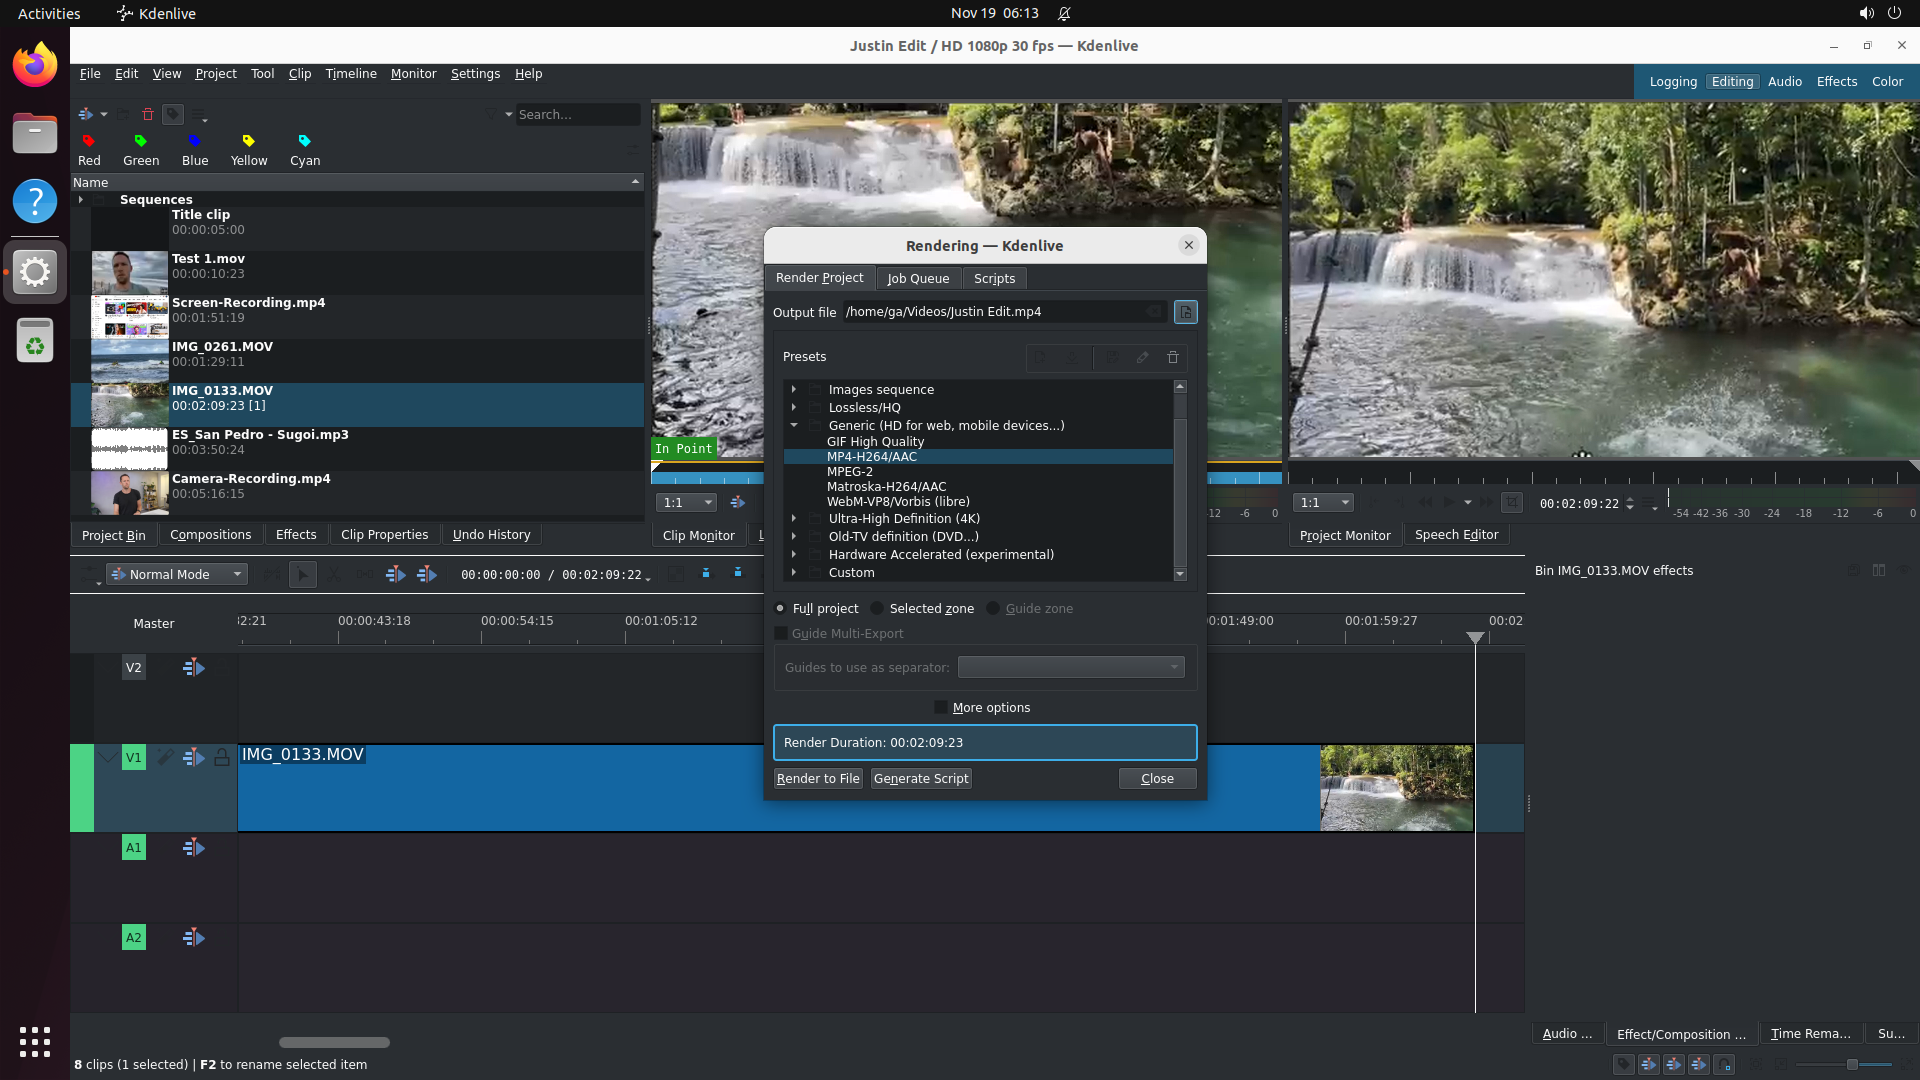 Activities
Kdenlive
Nov 19 06:13
Justin Edit / HD 1080p 30 fps — Kdenlive
File Edit View Project Tool Clip Timeline Monitor Settings Help
Logging Editing Audio Effects Color
Search...
Red Green Blue Yellow Cyan
Name
Sequences
Title clip
00:00:05:00
Test 1.mov
00:00:10:23
Screen-Recording.mp4
00:01:51:19
IMG_0261.MOV
00:01:29:11
IMG_0133.MOV
00:02:09:23 [1]
ES_San Pedro - Sugoi.mp3
00:03:50:24
Camera-Recording.mp4
00:05:16:15
Project Bin Compositions Effects Clip Properties Undo History
In Point
1:1
-12 -6 0
Clip Monitor
1:1
00:02:09:22
-54 -42 -36 -30 -24 -18 -12 -6 0
Project Monitor Speech Editor
Rendering — Kdenlive
Render Project Job Queue Scripts
Output file /home/ga/Videos/Justin Edit.mp4
Presets
Images sequence
Lossless/HQ
Generic (HD for web, mobile devices...)
GIF High Quality
MP4-H264/AAC
MPEG-2
Matroska-H264/AAC
WebM-VP8/Vorbis (libre)
Ultra-High Definition (4K)
Old-TV definition (DVD...)
Hardware Accelerated (experimental)
Custom
Full project Selected zone Guide zone
Guide Multi-Export
Guides to use as separator:
More options
Render Duration: 00:02:09:23
Render to File Generate Script Close
Normal Mode
00:00:00:00 / 00:02:09:22
Bin IMG_0133.MOV effects
Master
32:21 00:00:43:18 00:00:54:15 00:01:05:12 00:01:49:00 00:01:59:27 00:02
V2
V1
IMG_0133.MOV
A1
A2
Audio ... Effect/Composition ... Time Rema... Su...
8 clips (1 selected) | F2 to rename selected item